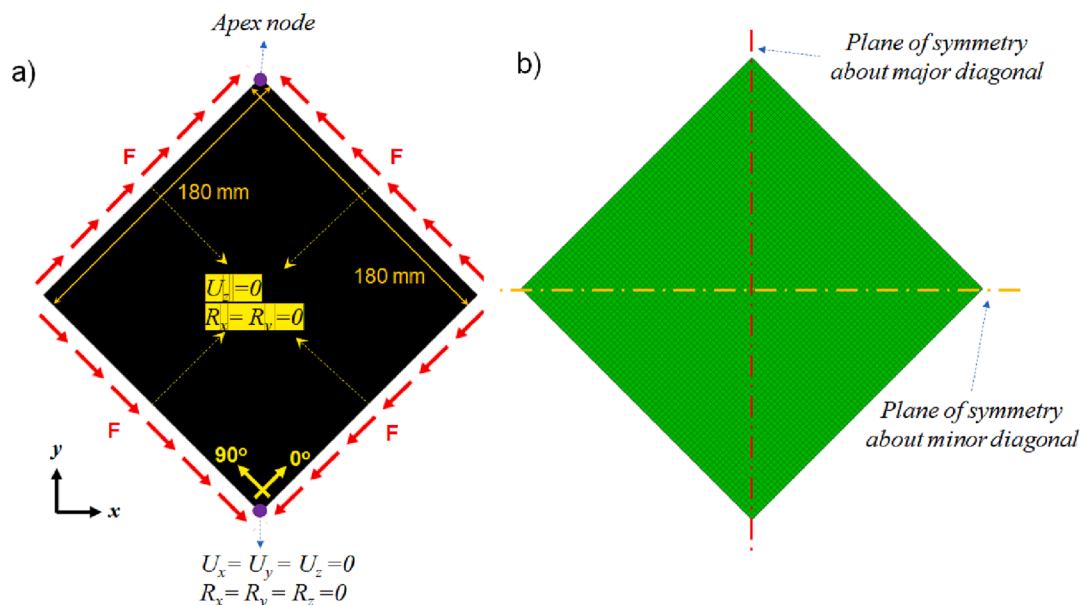 Apex node
a)
F
F
180 mm
180 mm
U_z=0
R_x= R_y=0
F
F
90°
0°
y
x
U_x= U_y= U_z=0
R_x= R_y= R_z=0
b)
Plane of symmetry
about major diagonal
Plane of symmetry
about minor diagonal